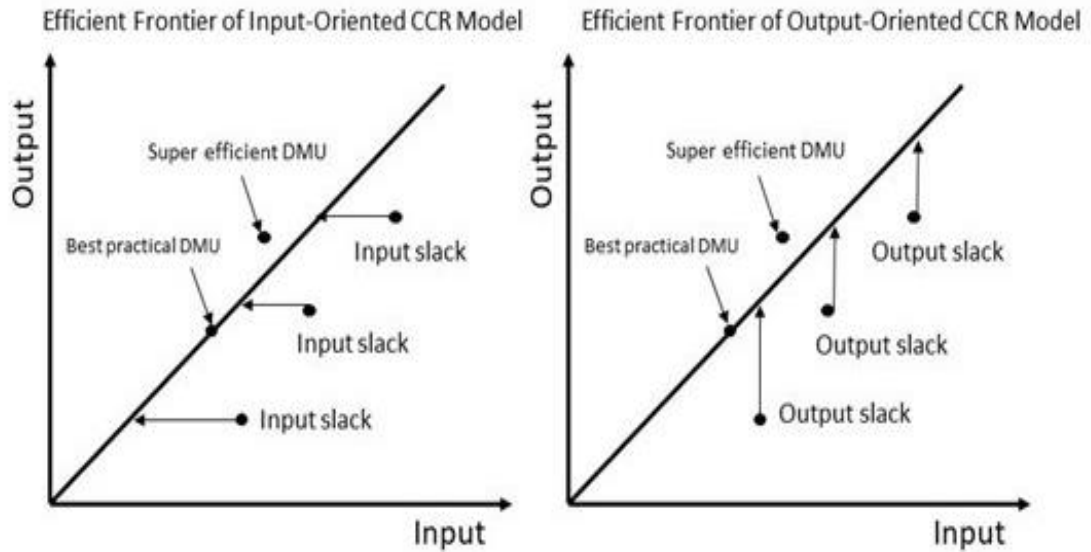 Efficient Frontier of Input-Oriented CCR Model
Output
Super efficient DMU
Best practical DMU
Input slack
Input slack
Input slack
Input
Efficient Frontier of Output-Oriented CCR Model
Output
Super efficient DMU
Best practical DMU
Output slack
Output slack
Output slack
Input